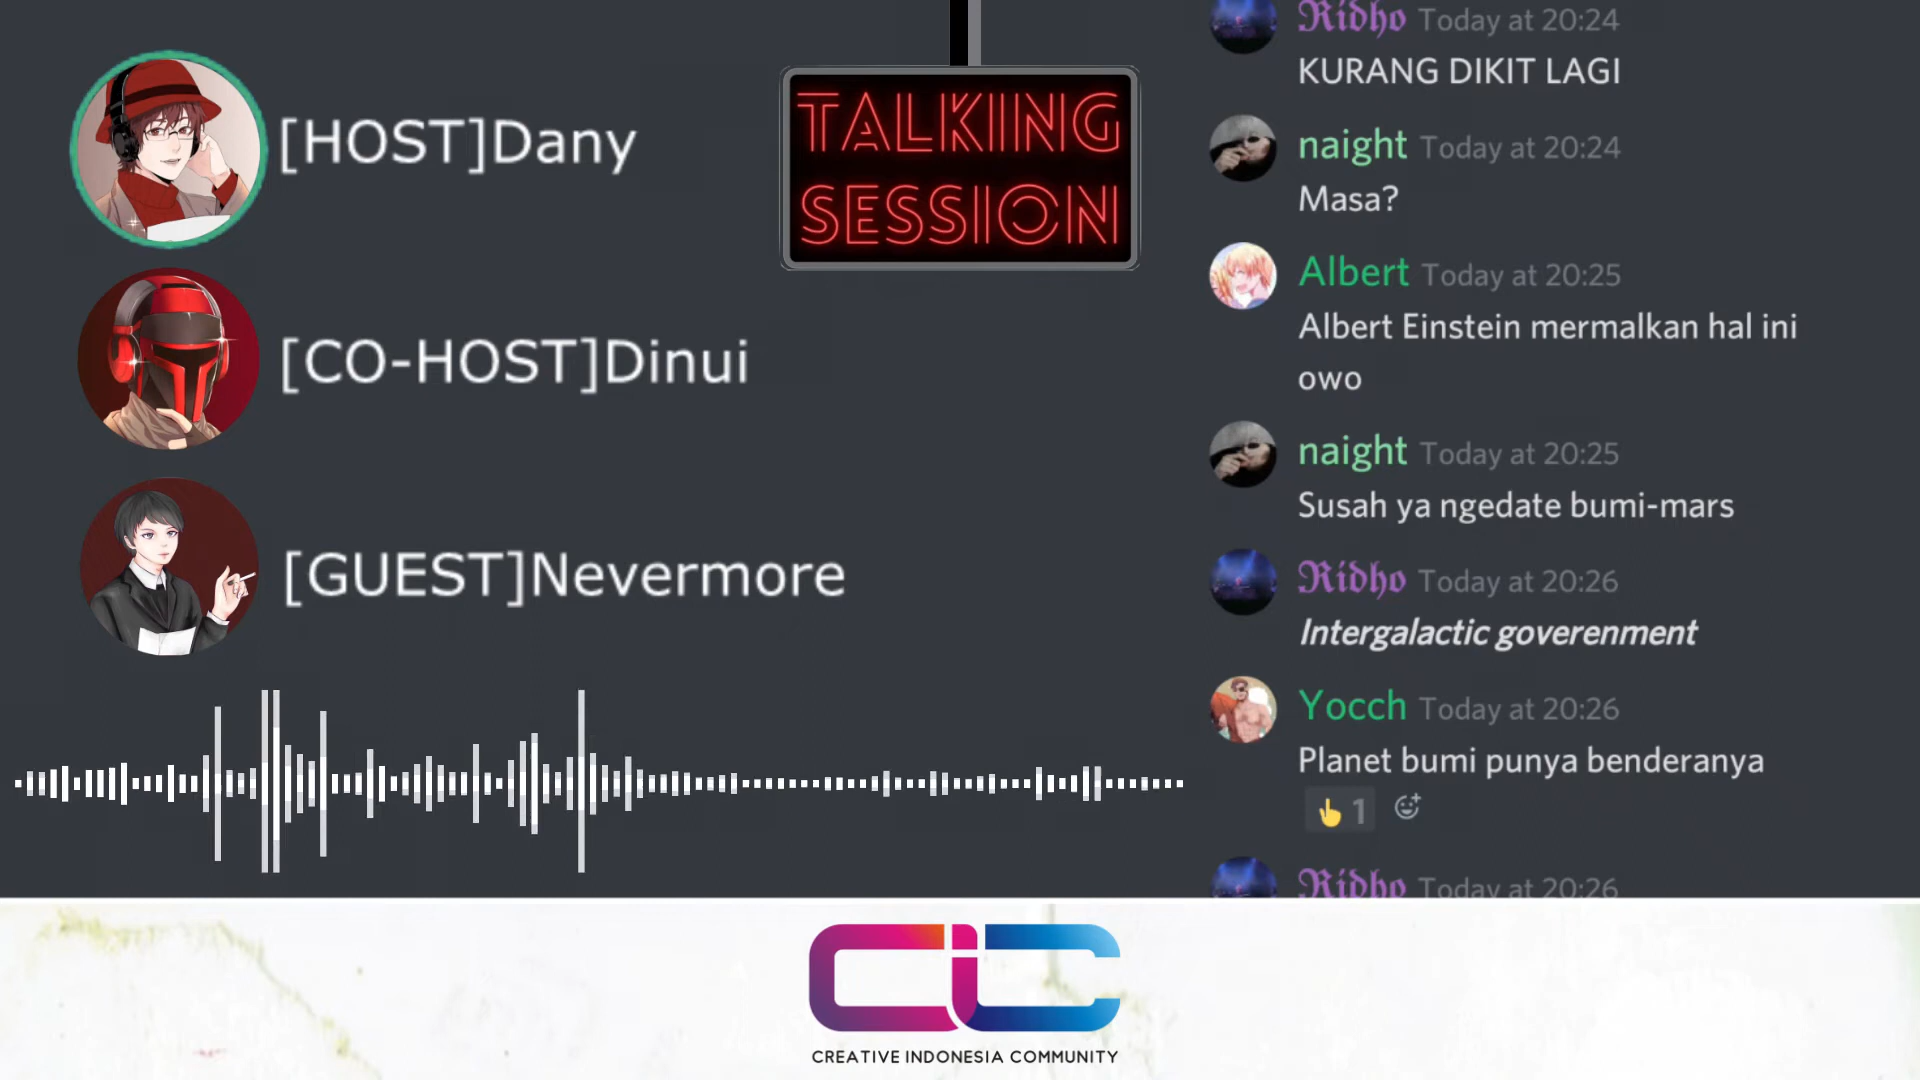 [HOST]Dany
[CO-HOST]Dinui
[GUEST]Nevermore
TALKING
SESSION
Ridho Today at 20:24
KURANG DIKIT LAGI
naight Today at 20:24
Masa?
Albert Today at 20:25
Albert Einstein mermalkan hal ini
owo
naight Today at 20:25
Susah ya ngedate bumi-mars
Ridho Today at 20:26
Intergalactic goverenment
Yocch Today at 20:26
Planet bumi punya benderanya
1
Ridho Today at 20:26
CiC
CREATIVE INDONESIA COMMUNITY